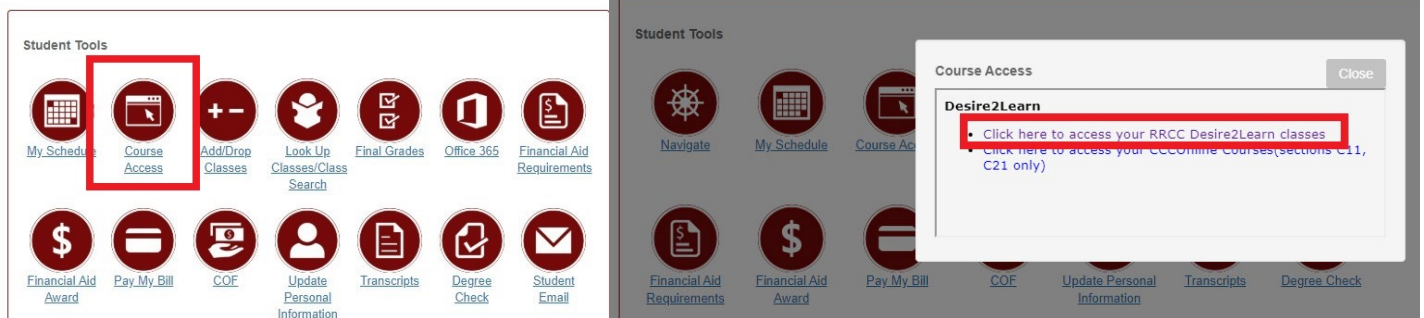 Student Tools
My Schedule
Course
Access
Add/Drop
Classes
Look Up
Classes/Class
Search
Final Grades
Office 365
Financial Aid
Requirements
Financial Aid
Award
Pay My Bill
COF
Update
Personal
Information
Transcripts
Degree
Check
Student
Email
Student Tools
Navigate
My Schedule
Course Acc
Financial Aid
Requirements
Financial Aid
Award
Pay My Bill
COF
Update Personal
Information
Transcripts
Degree Check
Course Access
Close
Desire2Learn
Click here to access your RRCC Desire2Learn classes
Click here to access your CCCOnline Courses(sections C11,
C21 only)